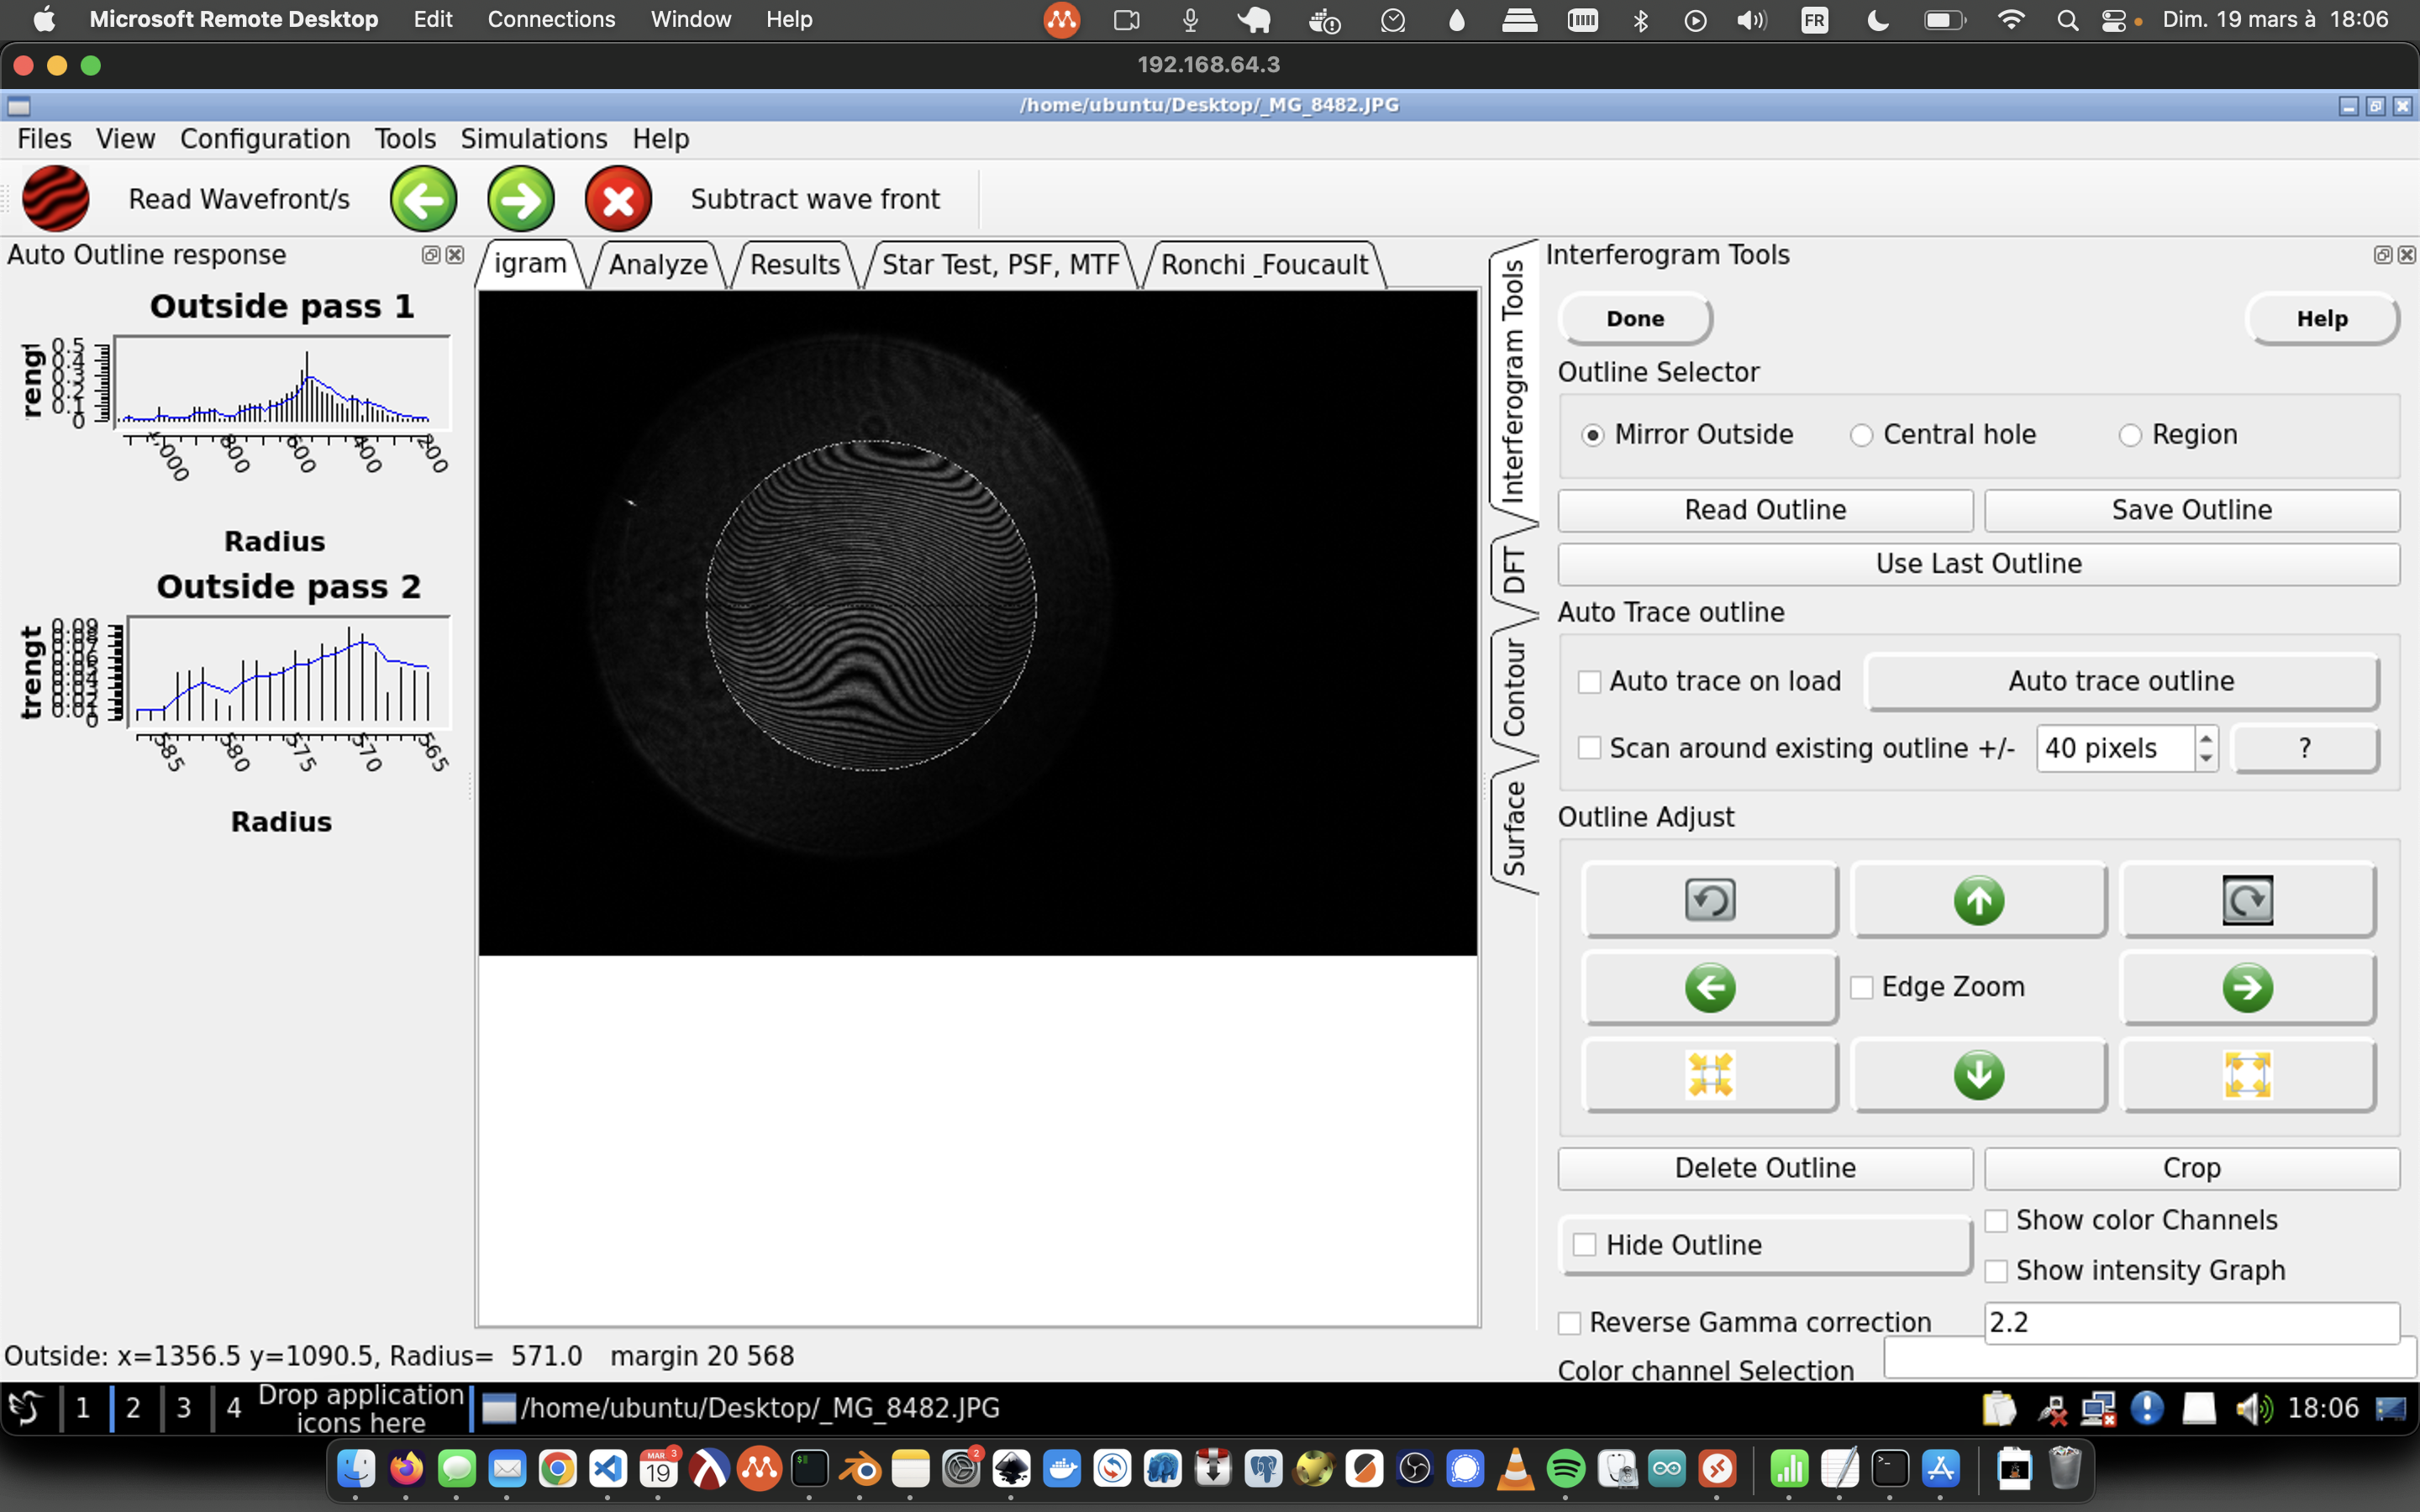 Microsoft Remote Desktop Edit Connections Window Help FR Dim. 19 mars à 18:06
192.168.64.3
/home/ubuntu/Desktop/_MG_8482.JPG
Files View Configuration Tools Simulations Help
Read Wavefront/s Subtract wave front
Auto Outline response
igram Analyze Results Star Test, PSF, MTF Ronchi _Foucault
Outside pass 1
0.5
0.4
0.3
0.2
0.1
0
800 600 400 200
Radius
Outside pass 2
0.09
0.08
0.07
0.06
0.05
0.04
0.03
0.02
0.01
0
585 580 575 570 565
Radius
Interferogram Tools
DFT
Contour
Surface
Interferogram Tools
Done Help
Outline Selector
Mirror Outside Central hole Region
Read Outline Save Outline
Use Last Outline
Auto Trace outline
Auto trace on load Auto trace outline
Scan around existing outline +/- 40 pixels ?
Outline Adjust
Edge Zoom
Delete Outline Crop
Hide Outline
Show color Channels
Show intensity Graph
Reverse Gamma correction 2.2
Color channel Selection
Outside: x=1356.5 y=1090.5, Radius= 571.0 margin 20 568
1 2 3 4 Drop application
icons here
/home/ubuntu/Desktop/_MG_8482.JPG 18:06
MAR 3
19
2